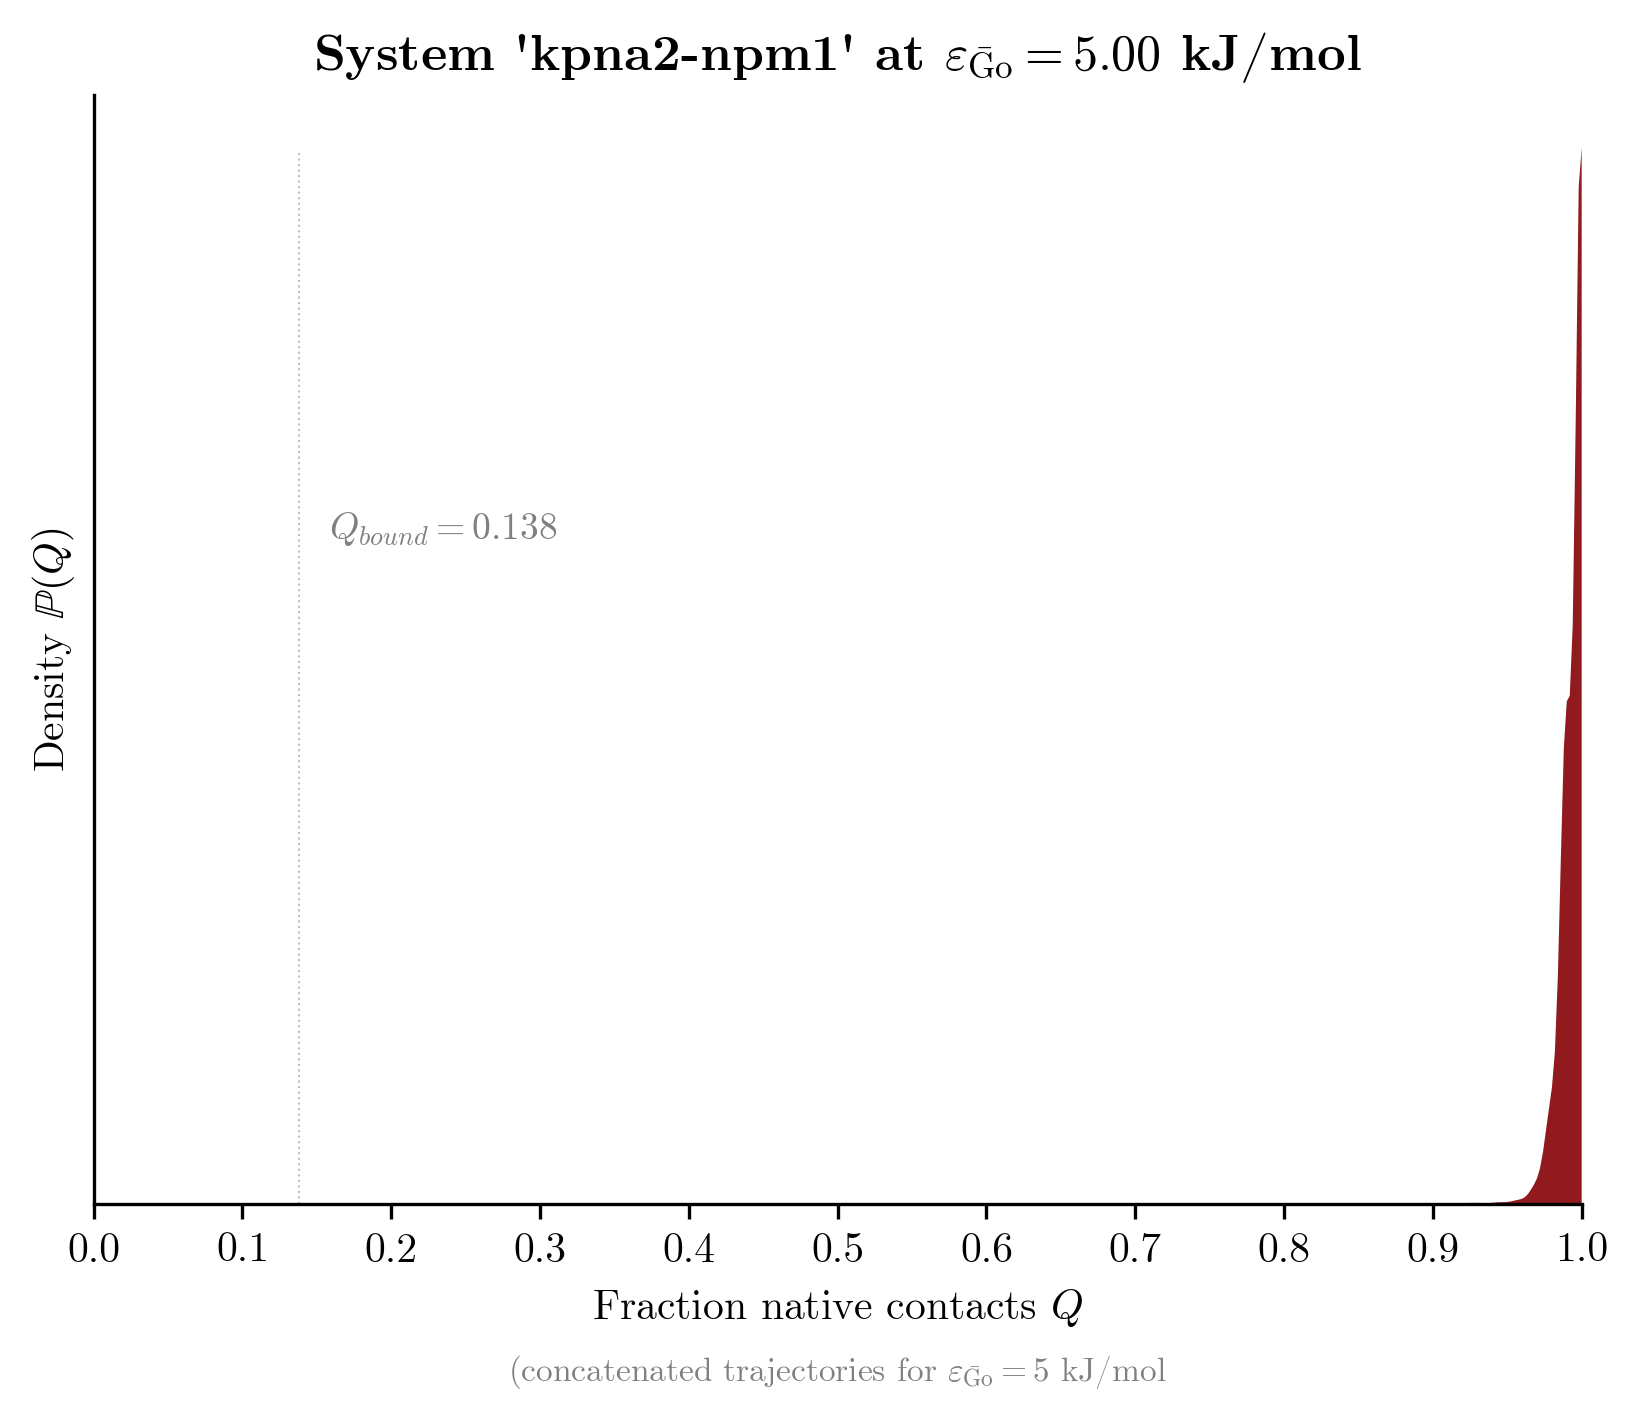 System 'kpna2-npm1' at ε_Ḡo = 5.00 kJ/mol
Q_bound = 0.138
Density ℙ(Q)
0.0 0.1 0.2 0.3 0.4 0.5 0.6 0.7 0.8 0.9 1.0
Fraction native contacts Q
(concatenated trajectories for ε_Ḡo = 5 kJ/mol